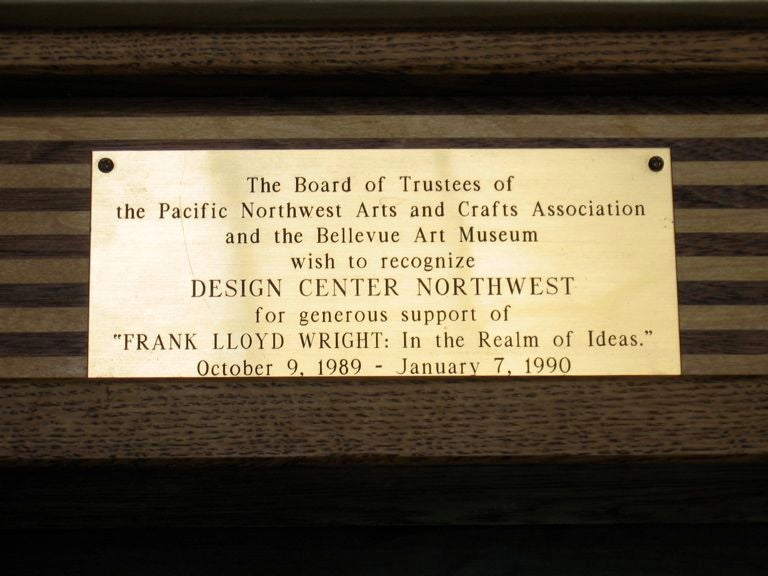 The Board of Trustees of
the Pacific Northwest Arts and Crafts Association
and the Bellevue Art Museum
wish to recognize
DESIGN CENTER NORTHWEST
for generous support of
"FRANK LLOYD WRIGHT: In the Realm of Ideas."
October 9, 1989 - January 7, 1990